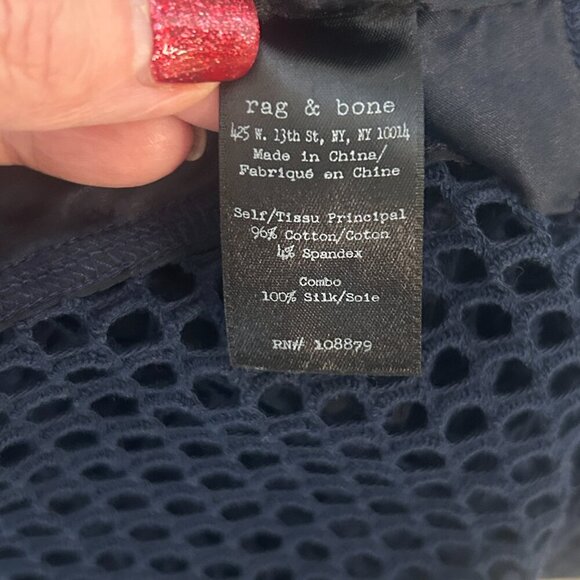 rag & bone
425 W. 13th St, NY, NY 10014
Made in China/
Fabriqué en Chine
Self/Tissu Principal
96% Cotton/Coton
4% Spandex
Combo
100% Silk/Soie
RN# 108879